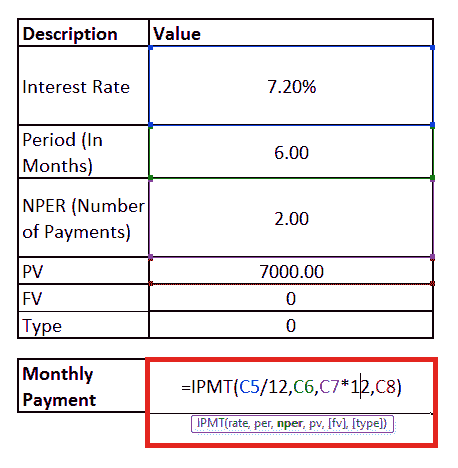 Description Value
Interest Rate 7.20%
Period (In
Months) 6.00
NPER (Number
of Payments) 2.00
PV 7000.00
FV 0
Type 0
Monthly
Payment
=IPMT(C5/12,C6,C7*12,C8)
IPMT(rate, per, nper, pv, [fv], [type])